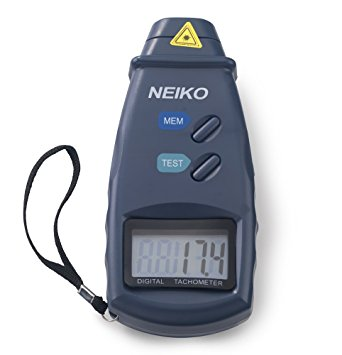 NEIKO
MEM
TEST
17.4
DIGITAL TACHOMETER